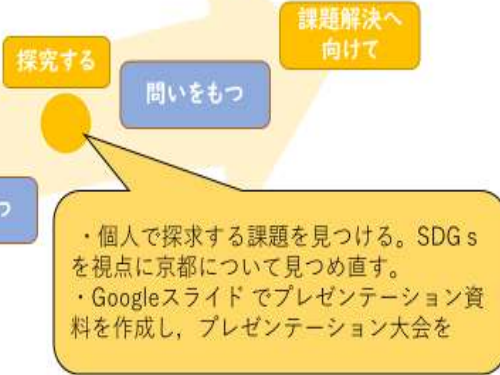 課題解決へ
向けて
探究する
問いをもつ
つ
・個人で探求する課題を見つける。SDGs
を視点に京都について見つめ直す。
・Googleスライドでプレゼンテーション資
料を作成し，プレゼンテーション大会を